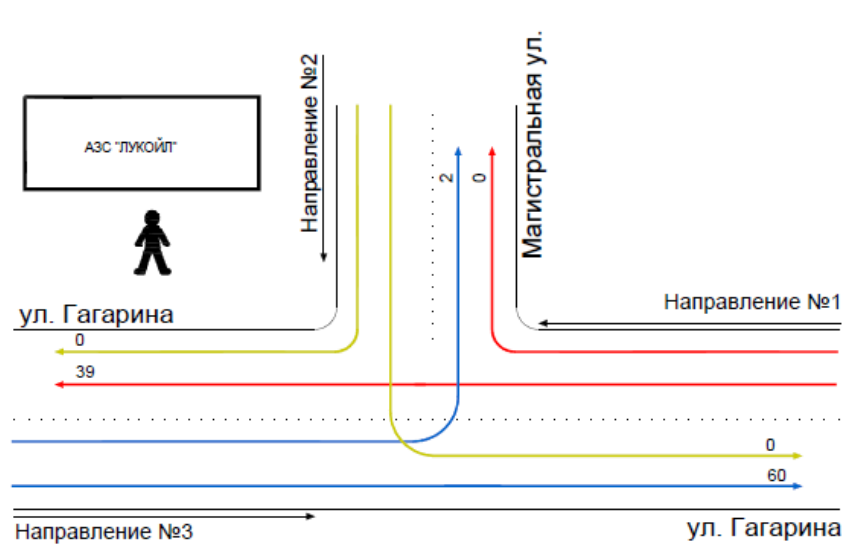 Направление №2
Магистральная ул.
АЗС "ЛУКОЙЛ"
2
0
ул. Гагарина
Направление №1
0
39
0
60
Направление №3
ул. Гагарина